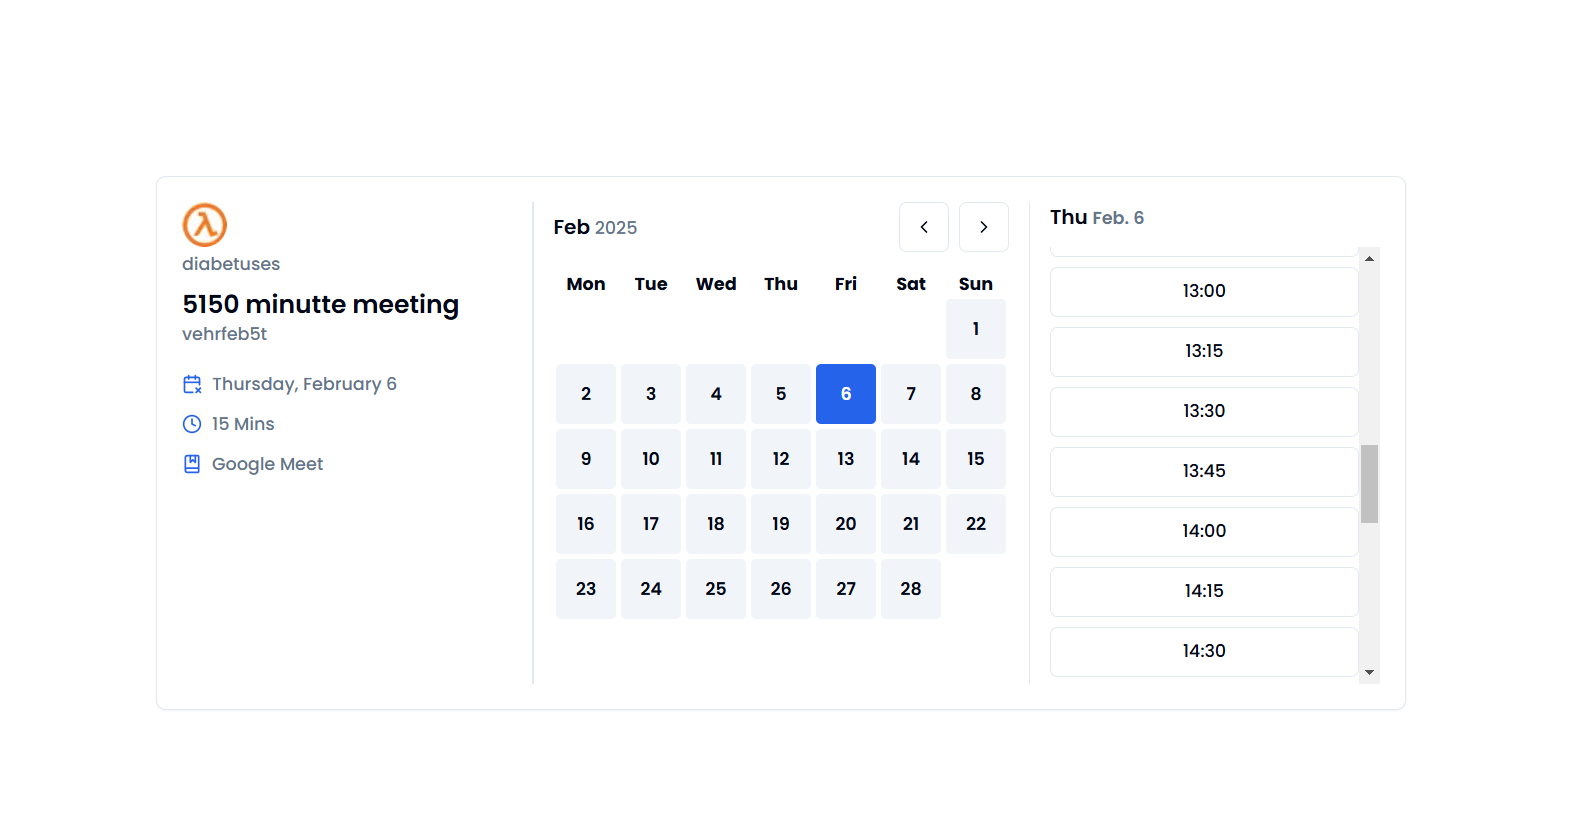 diabetuses
5150 minutte meeting
vehrfeb5t
Thursday, February 6
15 Mins
Google Meet
Feb 2025
Mon Tue Wed Thu Fri Sat Sun
1
2 3 4 5 6 7 8
9 10 11 12 13 14 15
16 17 18 19 20 21 22
23 24 25 26 27 28
Thu Feb. 6
13:00
13:15
13:30
13:45
14:00
14:15
14:30